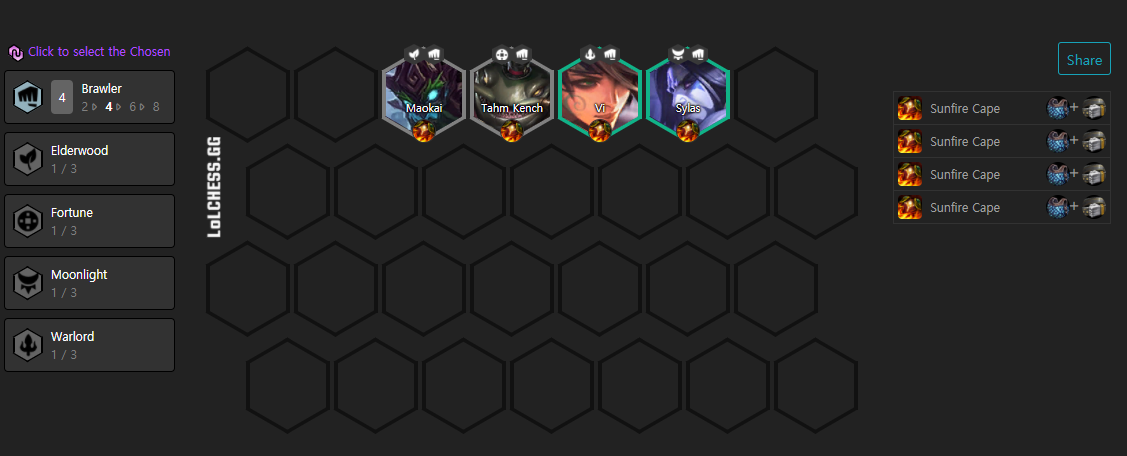 Click to select the Chosen
4
Brawler
2 4 6 8
Elderwood
1 / 3
Fortune
1 / 3
Moonlight
1 / 3
Warlord
1 / 3
LoLCHESS.GG
Maokai
Tahm Kench
Vi
Sylas
Share
Sunfire Cape +
Sunfire Cape +
Sunfire Cape +
Sunfire Cape +